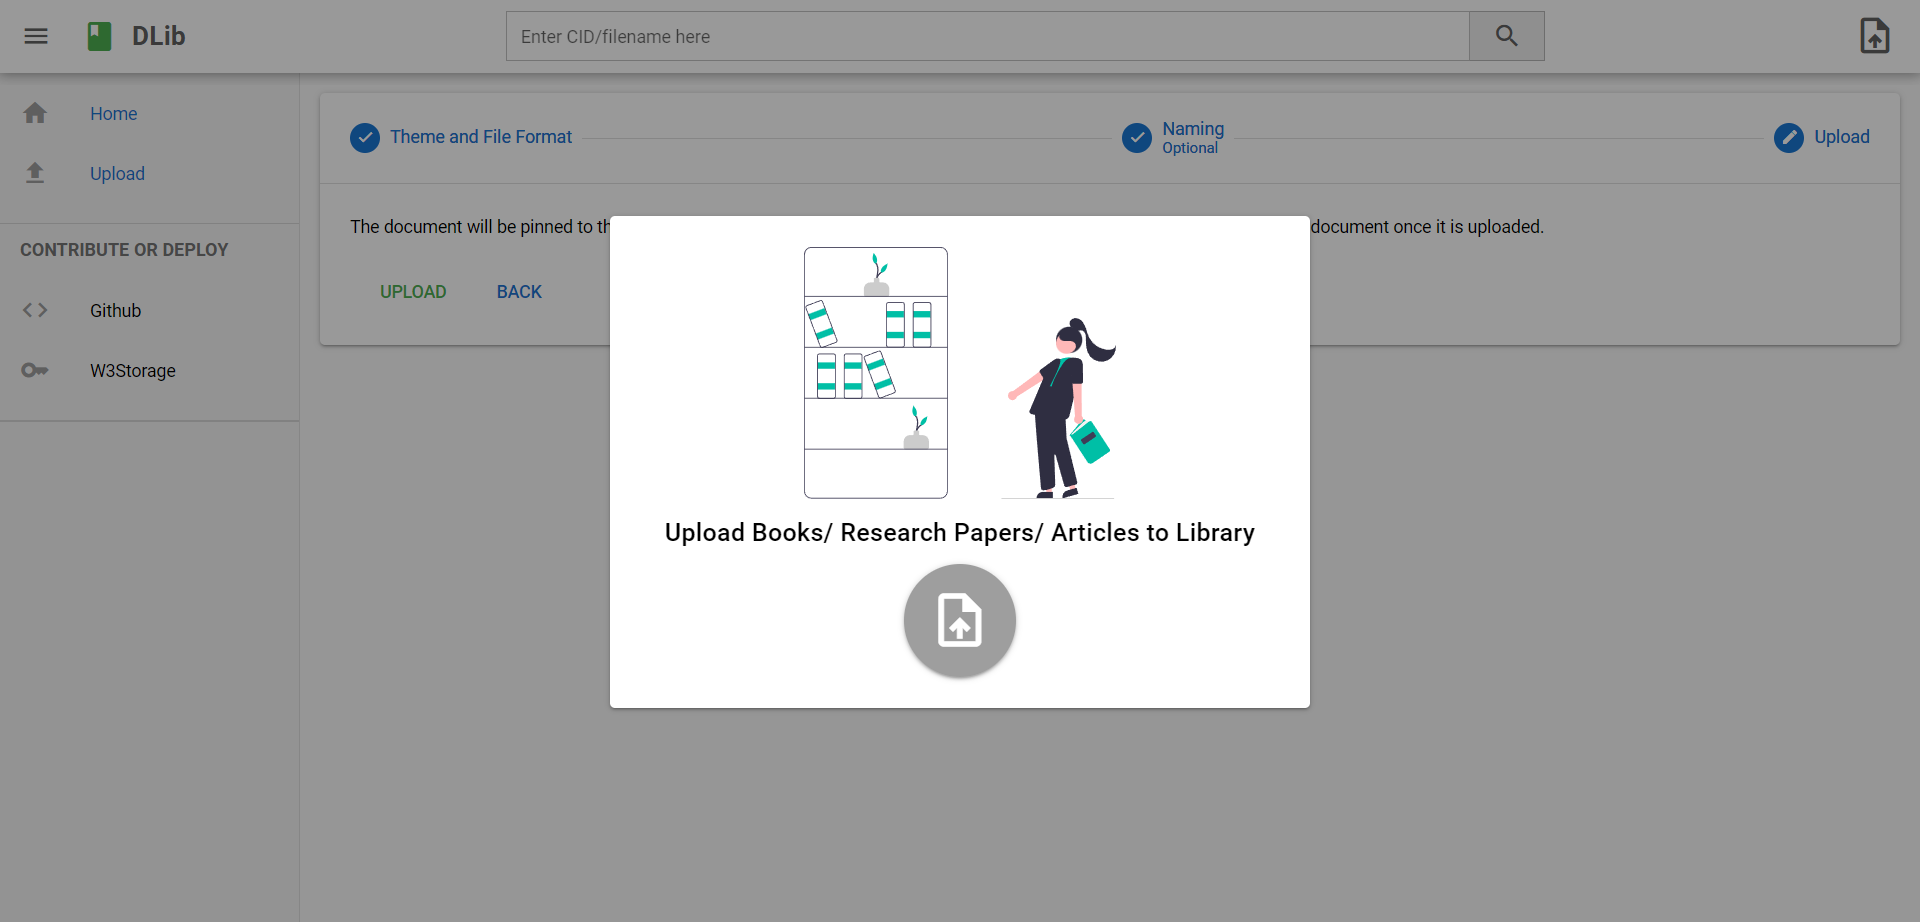 DLib
Enter CID/filename here
Home
Upload
CONTRIBUTE OR DEPLOY
Github
W3Storage
Theme and File Format
Naming
Optional
Upload
The document will be pinned to th document once it is uploaded.
UPLOAD BACK
Upload Books/ Research Papers/ Articles to Library